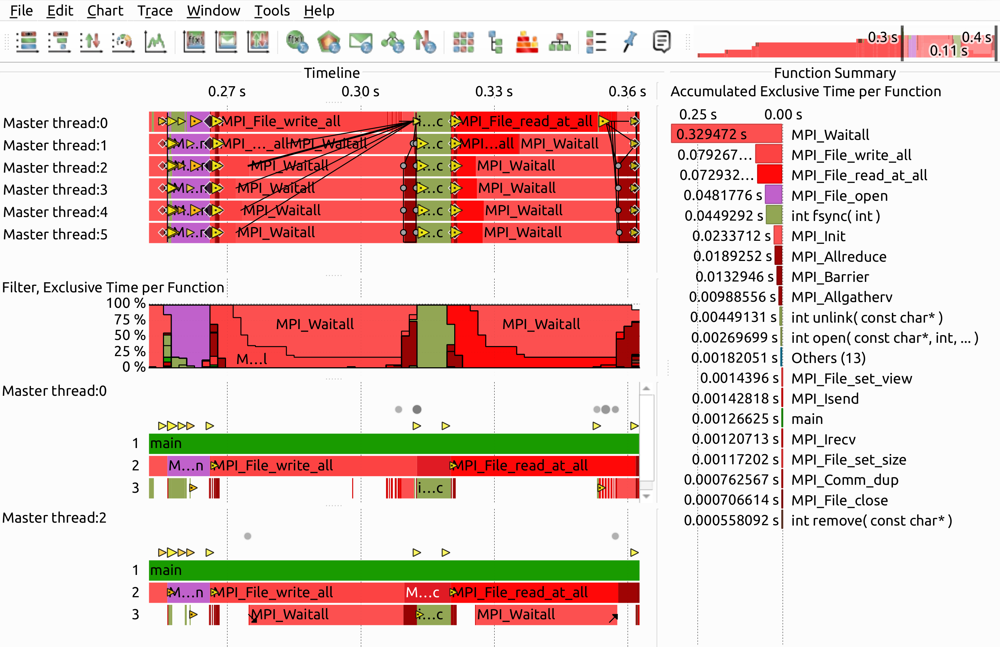 File Edit Chart Trace Window Tools Help
0.3 s 0.4 s
0.11 s
Timeline
0.27 s 0.30 s 0.33 s 0.36 s
Master thread:0 MPI_File_write_all i…c MPI_File_read_at_all
Master thread:1 M…n MPI_…_all MPI_Waitall i…c MPI…all MPI_Waitall
Master thread:2 M…n MPI_Waitall i…c MPI_Waitall
Master thread:3 M…n MPI_Waitall i…c MPI_Waitall
Master thread:4 M…n MPI_Waitall i…c MPI_Waitall
Master thread:5 M…n MPI_Waitall i…c MPI_Waitall
Filter, Exclusive Time per Function
100 %
75 % MPI_Waitall MPI_Waitall
50 %
25 %
0 % M…l
Master thread:0
1 main
2 M…n MPI_File_write_all MPI_File_read_at_all
3 i…c
Master thread:2
1 main
2 M…n MPI_File_write_all M…c MPI_File_read_at_all
3 MPI_Waitall i…c MPI_Waitall
Function Summary
Accumulated Exclusive Time per Function
0.25 s 0.00 s
0.329472 s MPI_Waitall
0.079267… MPI_File_write_all
0.072932… MPI_File_read_at_all
0.0481776 s MPI_File_open
0.0449292 s int fsync( int )
0.0233712 s MPI_Init
0.0189252 s MPI_Allreduce
0.0132946 s MPI_Barrier
0.00988556 s MPI_Allgatherv
0.00449131 s int unlink( const char* )
0.00269699 s int open( const char*, int, ... )
0.00182051 s Others (13)
0.0014396 s MPI_File_set_view
0.00142818 s MPI_Isend
0.00126625 s main
0.00120713 s MPI_Irecv
0.00117202 s MPI_File_set_size
0.000762567 s MPI_Comm_dup
0.000706614 s MPI_File_close
0.000558092 s int remove( const char* )